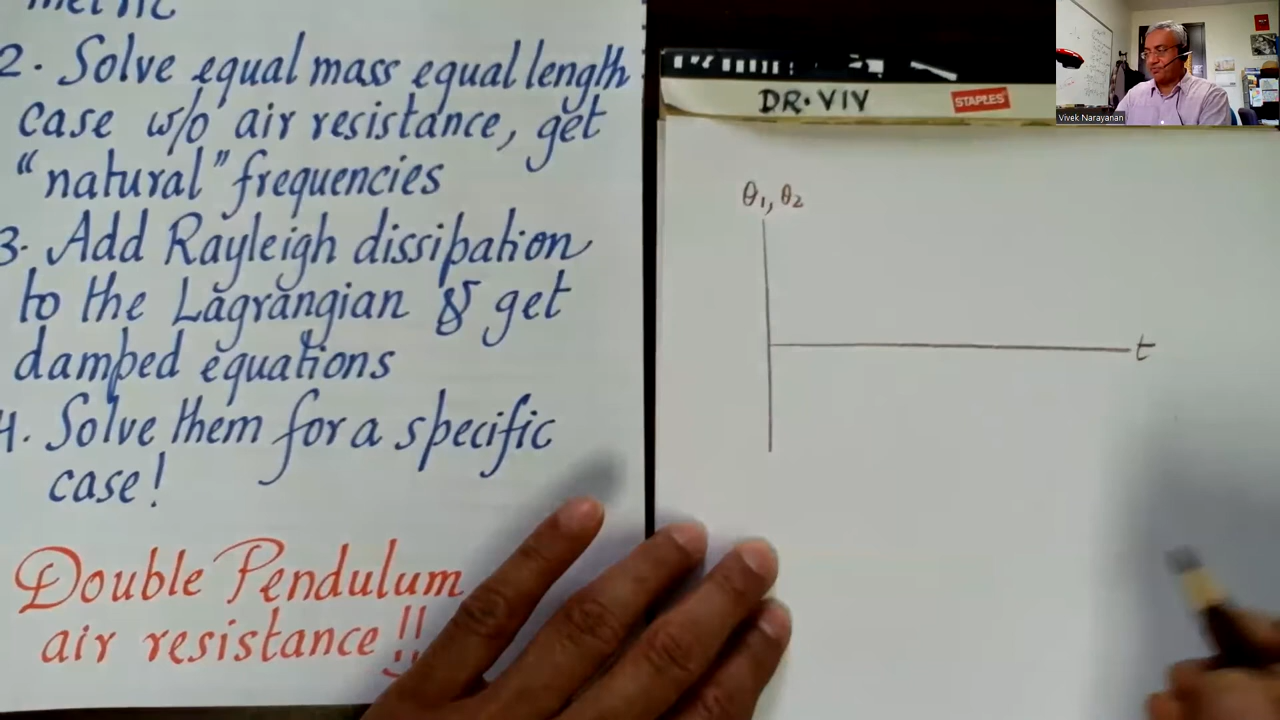 metric
2. Solve equal mass equal length
case w/o air resistance, get
"natural" frequencies
3. Add Rayleigh dissipation
to the Lagrangian & get
damped equations
4. Solve them for a specific
case!
Double Pendulum
air resistance!!
DR. VIV
STAPLES
θ₁, θ₂
t
Vivek Narayanan